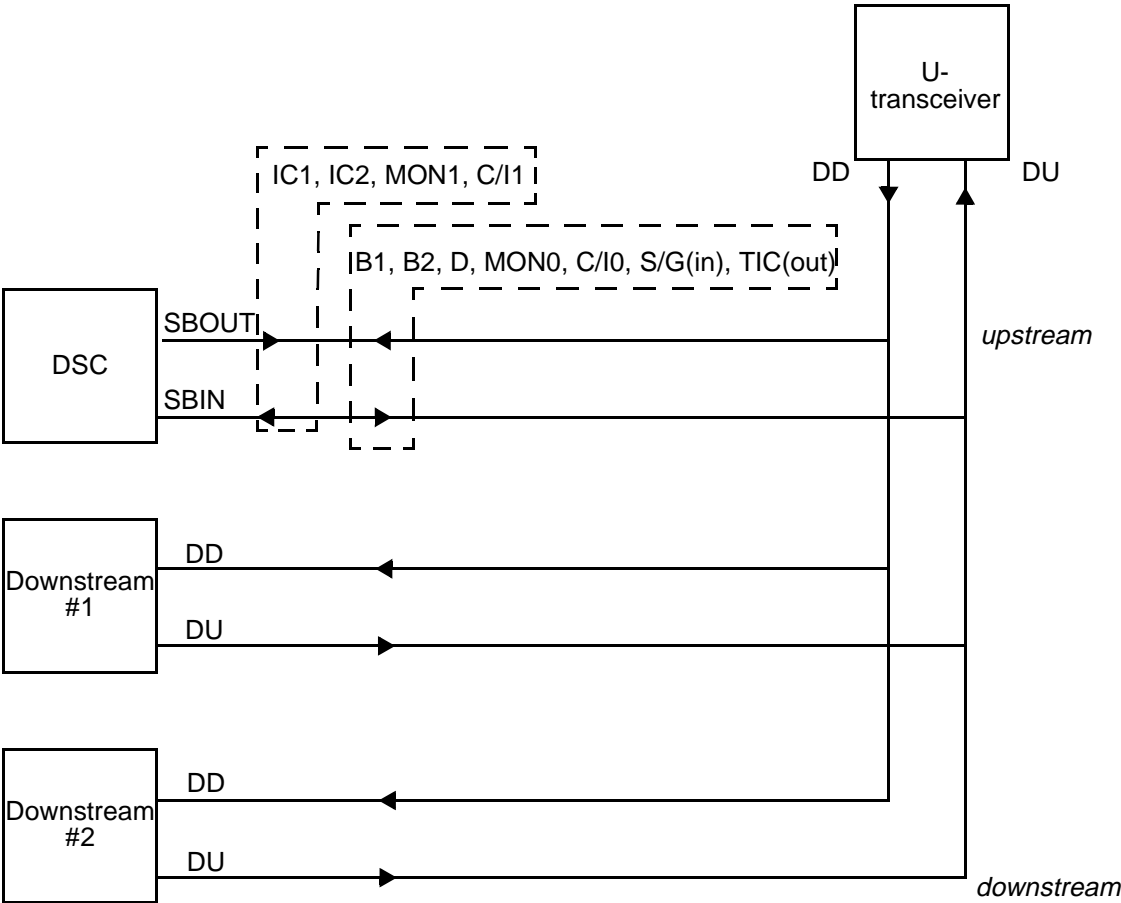 U-
transceiver
DD
DU
IC1, IC2, MON1, C/I1
B1, B2, D, MON0, C/I0, S/G(in), TIC(out)
SBOUT
upstream
DSC
SBIN
DD
Downstream
#1
DU
DD
Downstream
#2
DU
downstream